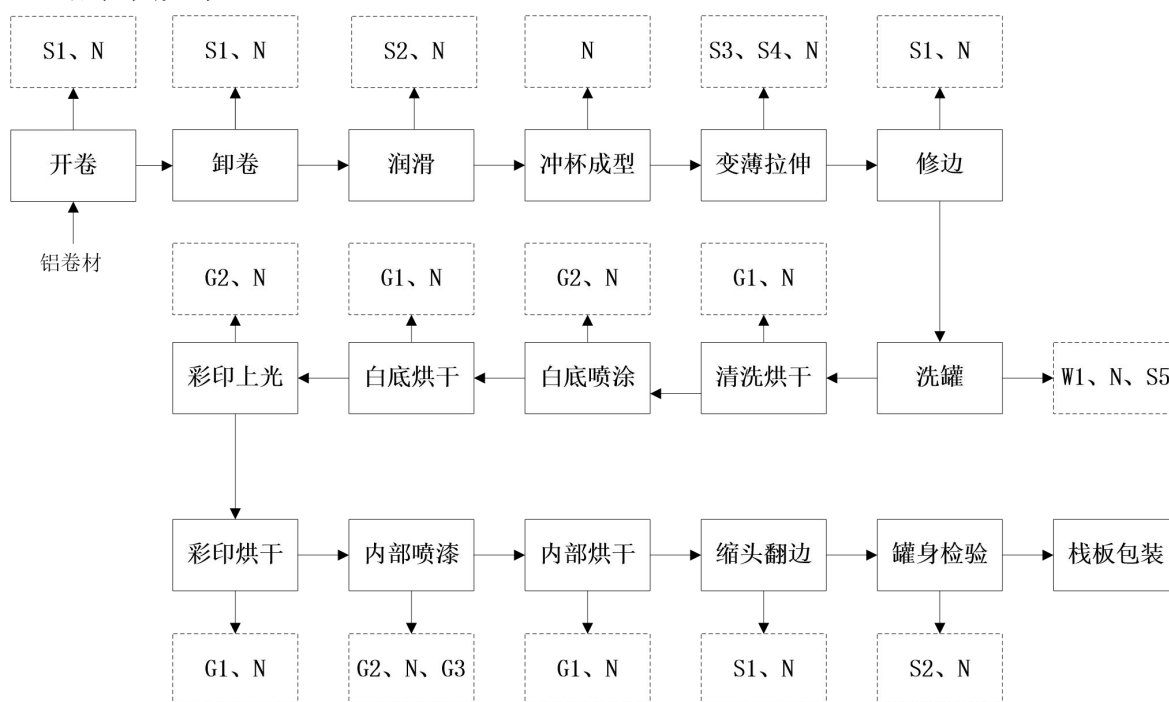 S1、N
S1、N
S2、N
N
S3、S4、N
S1、N
开卷
卸卷
润滑
冲杯成型
变薄拉伸
修边
铝卷材
G2、N
G1、N
G2、N
G1、N
彩印上光
白底烘干
白底喷涂
清洗烘干
洗罐
W1、N、S5
彩印烘干
内部喷漆
内部烘干
缩头翻边
罐身检验
栈板包装
G1、N
G2、N、G3
G1、N
S1、N
S2、N